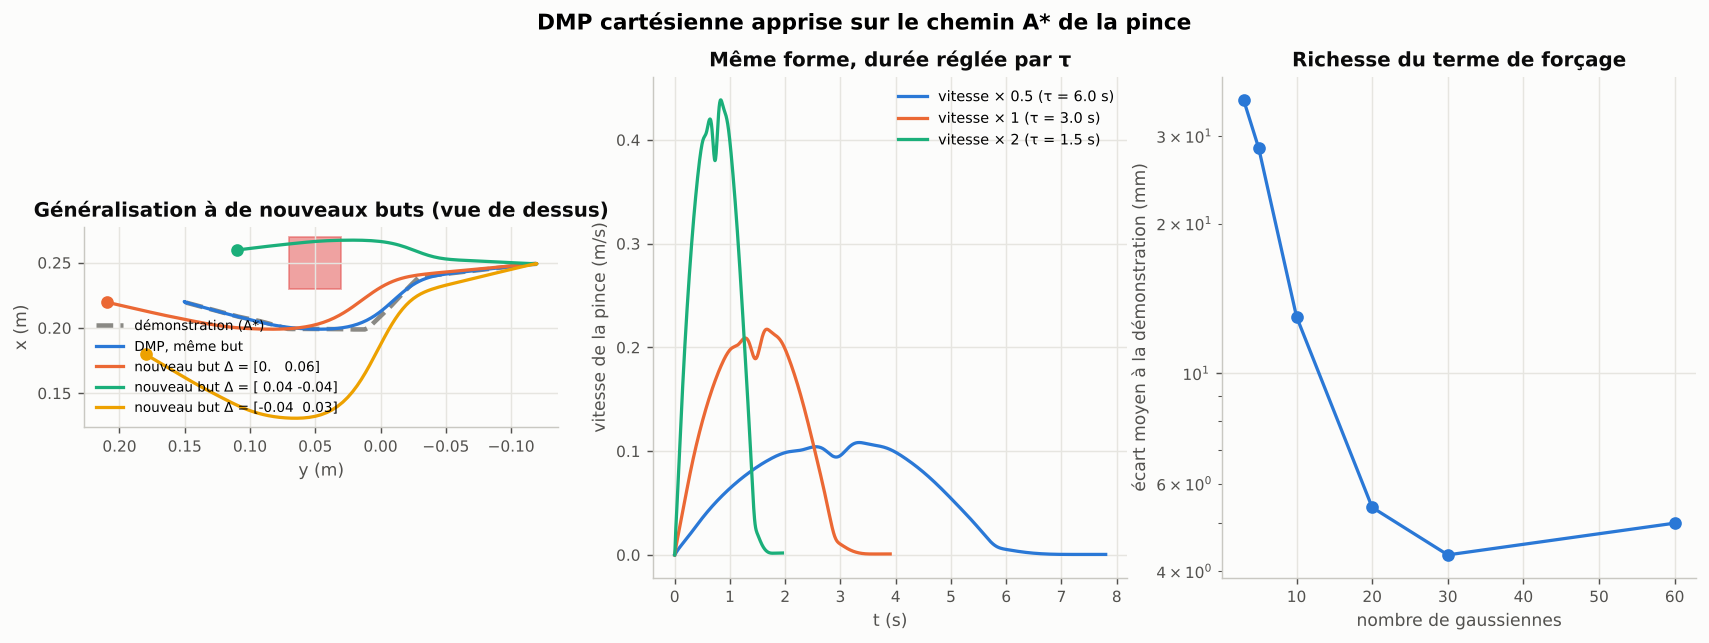 DMP cartésienne apprise sur le chemin A* de la pince
Généralisation à de nouveaux buts (vue de dessus)
x (m)
0.25
0.20
0.15
démonstration (A*)
DMP, même but
nouveau but Δ = [0.   0.06]
nouveau but Δ = [ 0.04 -0.04]
nouveau but Δ = [-0.04  0.03]
0.20 0.15 0.10 0.05 0.00 −0.05 −0.10
y (m)
Même forme, durée réglée par τ
vitesse de la pince (m/s)
vitesse × 0.5 (τ = 6.0 s)
vitesse × 1 (τ = 3.0 s)
vitesse × 2 (τ = 1.5 s)
0.4
0.3
0.2
0.1
0.0
0 1 2 3 4 5 6 7 8
t (s)
Richesse du terme de forçage
écart moyen à la démonstration (mm)
3 × 10¹
2 × 10¹
10¹
6 × 10⁰
4 × 10⁰
10 20 30 40 50 60
nombre de gaussiennes